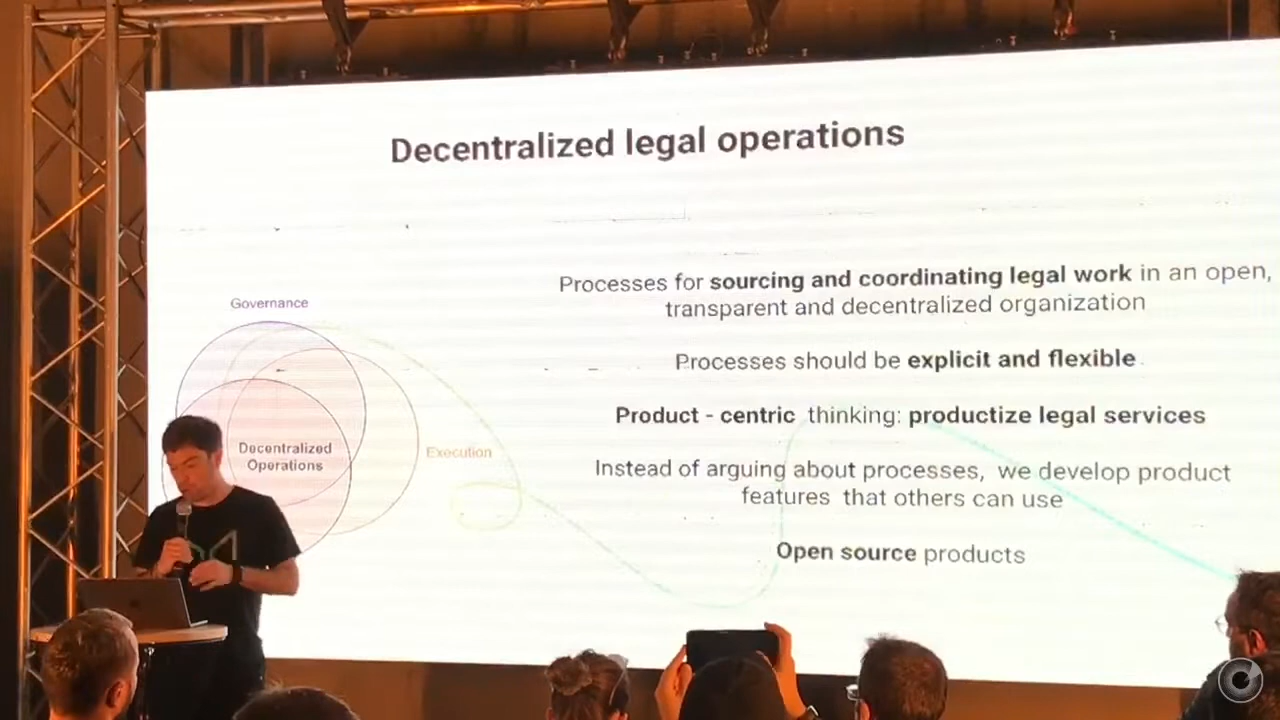 Decentralized legal operations
Governance
Decentralized
Operations
Execution
Processes for sourcing and coordinating legal work in an open,
transparent and decentralized organization
Processes should be explicit and flexible
Product - centric thinking: productize legal services
Instead of arguing about processes, we develop product
features that others can use
Open source products